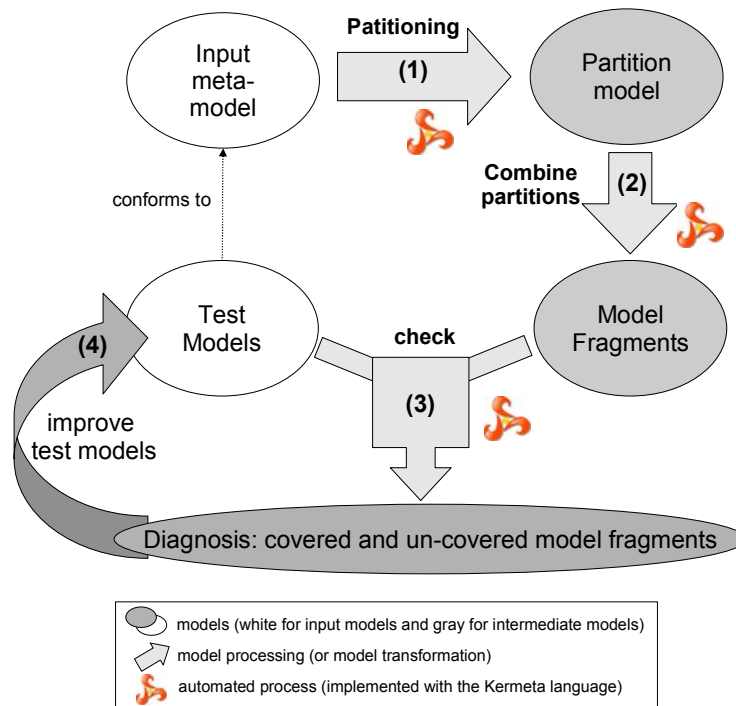 Patitioning
Input
meta-
model
(1)
Partition
model
Combine
partitions
(2)
conforms to
Test
Models
check
Model
Fragments
(4)
(3)
improve
test models
Diagnosis: covered and un-covered model fragments
models (white for input models and gray for intermediate models)
model processing (or model transformation)
automated process (implemented with the Kermeta language)